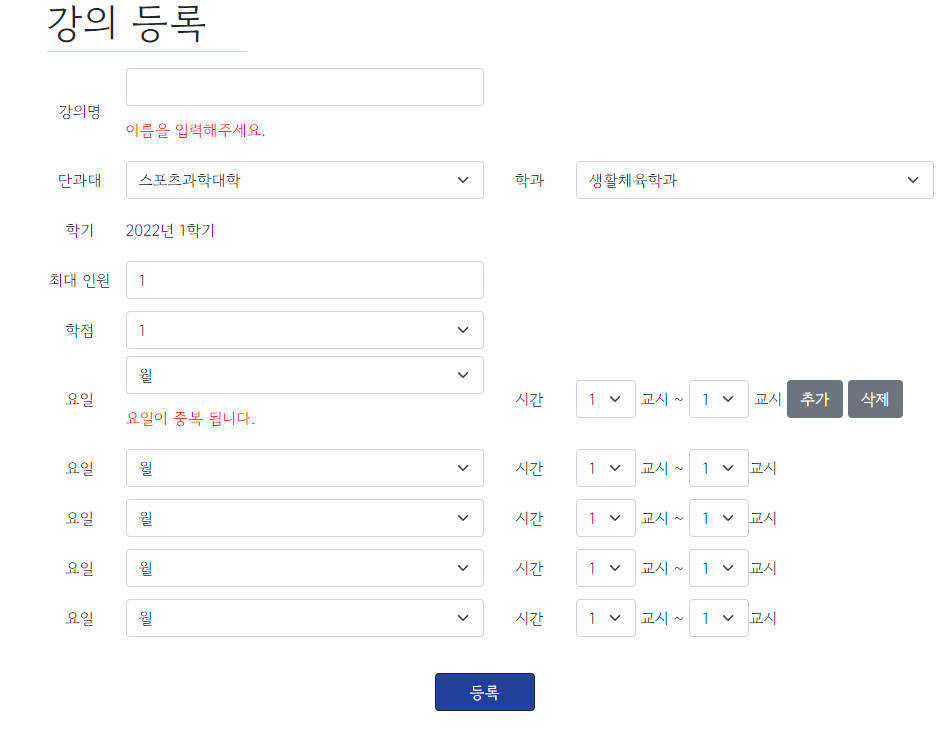 강의 등록
강의명
이름을 입력해주세요.
단과대 스포츠과학대학 학과 생활체육학과
학기 2022년 1학기
최대 인원 1
학점 1
요일 월 시간 1 교시 ~ 1 교시 추가 삭제
요일이 중복 됩니다.
요일 월 시간 1 교시 ~ 1 교시
요일 월 시간 1 교시 ~ 1 교시
요일 월 시간 1 교시 ~ 1 교시
요일 월 시간 1 교시 ~ 1 교시
등록